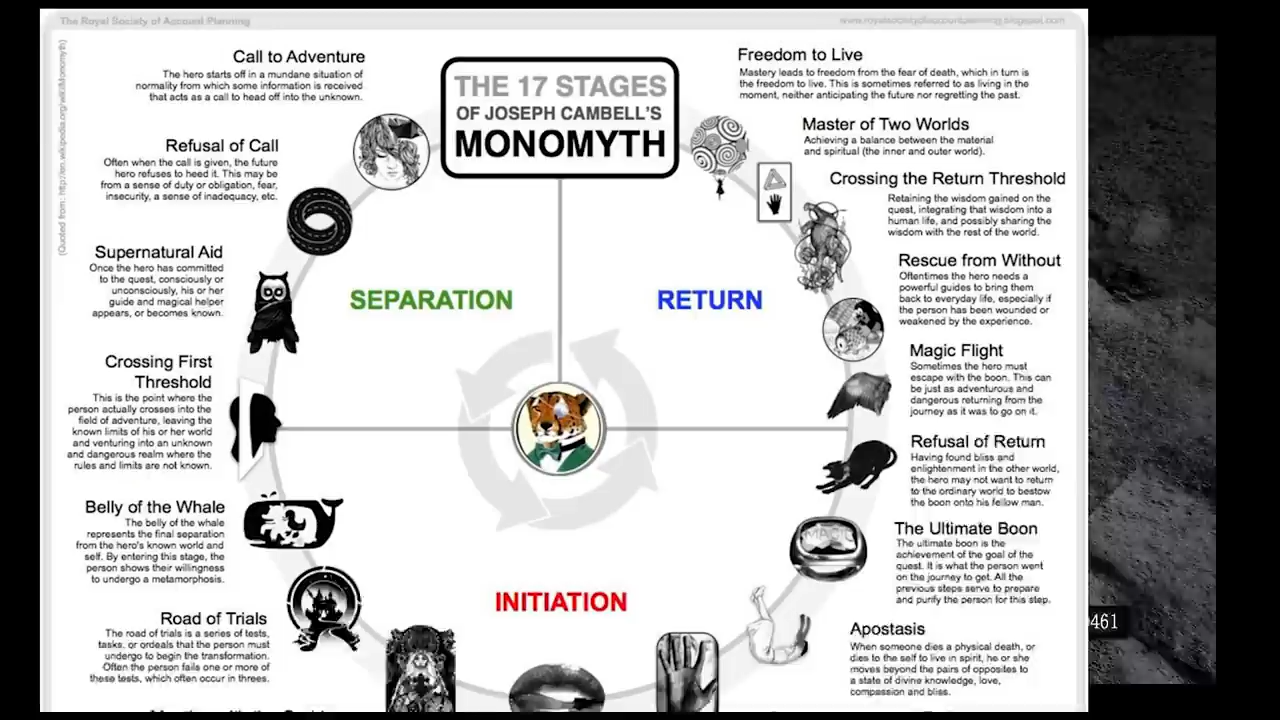 The Royal Society of Account Planning
www.royalsocietyofaccountplanning.blogspot.com
(Quoted from: http://en.wikipedia.org/wiki/Monomyth)
THE 17 STAGES
OF JOSEPH CAMBELL'S
MONOMYTH
Call to Adventure
The hero starts off in a mundane situation of
normality from which some information is received
that acts as a call to head off into the unknown.
Refusal of Call
Often when the call is given, the future
hero refuses to heed it. This may be
from a sense of duty or obligation, fear,
insecurity, a sense of inadequacy, etc.
Supernatural Aid
Once the hero has committed
to the quest, consciously or
unconsciously, his or her
guide and magical helper
appears, or becomes known.
Crossing First
Threshold
This is the point where the
person actually crosses into the
field of adventure, leaving the
known limits of his or her world
and venturing into an unknown
and dangerous realm where the
rules and limits are not known.
Belly of the Whale
The belly of the whale
represents the final separation
from the hero's known world and
self. By entering this stage, the
person shows their willingness
to undergo a metamorphosis.
Road of Trials
The road of trials is a series of tests,
tasks, or ordeals that the person must
undergo to begin the transformation.
Often the person fails one or more of
these tests, which often occur in threes.
SEPARATION
RETURN
INITIATION
Freedom to Live
Mastery leads to freedom from the fear of death, which in turn is
the freedom to live. This is sometimes referred to as living in the
moment, neither anticipating the future nor regretting the past.
Master of Two Worlds
Achieving a balance between the material
and spiritual (the inner and outer world).
Crossing the Return Threshold
Retaining the wisdom gained on the
quest, integrating that wisdom into a
human life, and possibly sharing the
wisdom with the rest of the world.
Rescue from Without
Oftentimes the hero needs a
powerful guides to bring them
back to everyday life, especially if
the person has been wounded or
weakened by the experience.
Magic Flight
Sometimes the hero must
escape with the boon. This can
be just as adventurous and
dangerous returning from the
journey as it was to go on it.
Refusal of Return
Having found bliss and
enlightenment in the other world,
the hero may not want to return
to the ordinary world to bestow
the boon onto his fellow man.
MAGIC
The Ultimate Boon
The ultimate boon is the
achievement of the goal of the
quest. It is what the person went
on the journey to get. All the
previous steps serve to prepare
and purify the person for this step.
Apostasis
When someone dies a physical death, or
dies to the self to live in spirit, he or she
moves beyond the pairs of opposites to
a state of divine knowledge, love,
compassion and bliss.
461